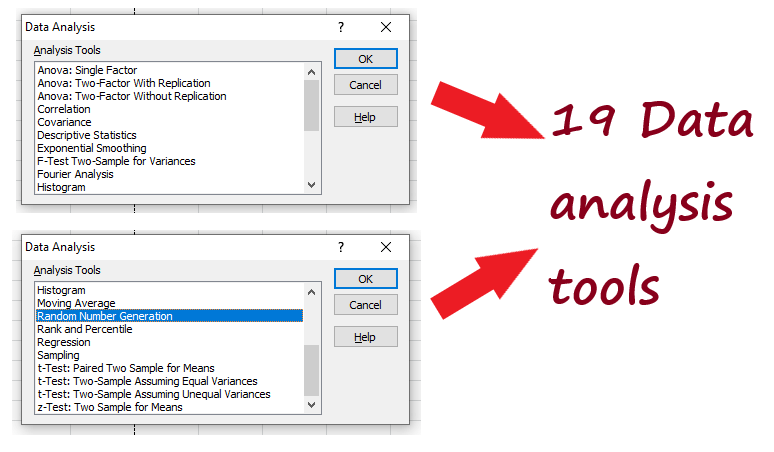 Data Analysis
?
Analysis Tools
OK
Anova: Single Factor
Anova: Two-Factor With Replication
Anova: Two-Factor Without Replication
Correlation
Covariance
Descriptive Statistics
Exponential Smoothing
F-Test Two-Sample for Variances
Fourier Analysis
Histogram
Cancel
Help
Data Analysis
?
Analysis Tools
OK
Histogram
Moving Average
Random Number Generation
Rank and Percentile
Regression
Sampling
t-Test: Paired Two Sample for Means
t-Test: Two-Sample Assuming Equal Variances
t-Test: Two-Sample Assuming Unequal Variances
z-Test: Two Sample for Means
Cancel
Help
19 Data
analysis
tools